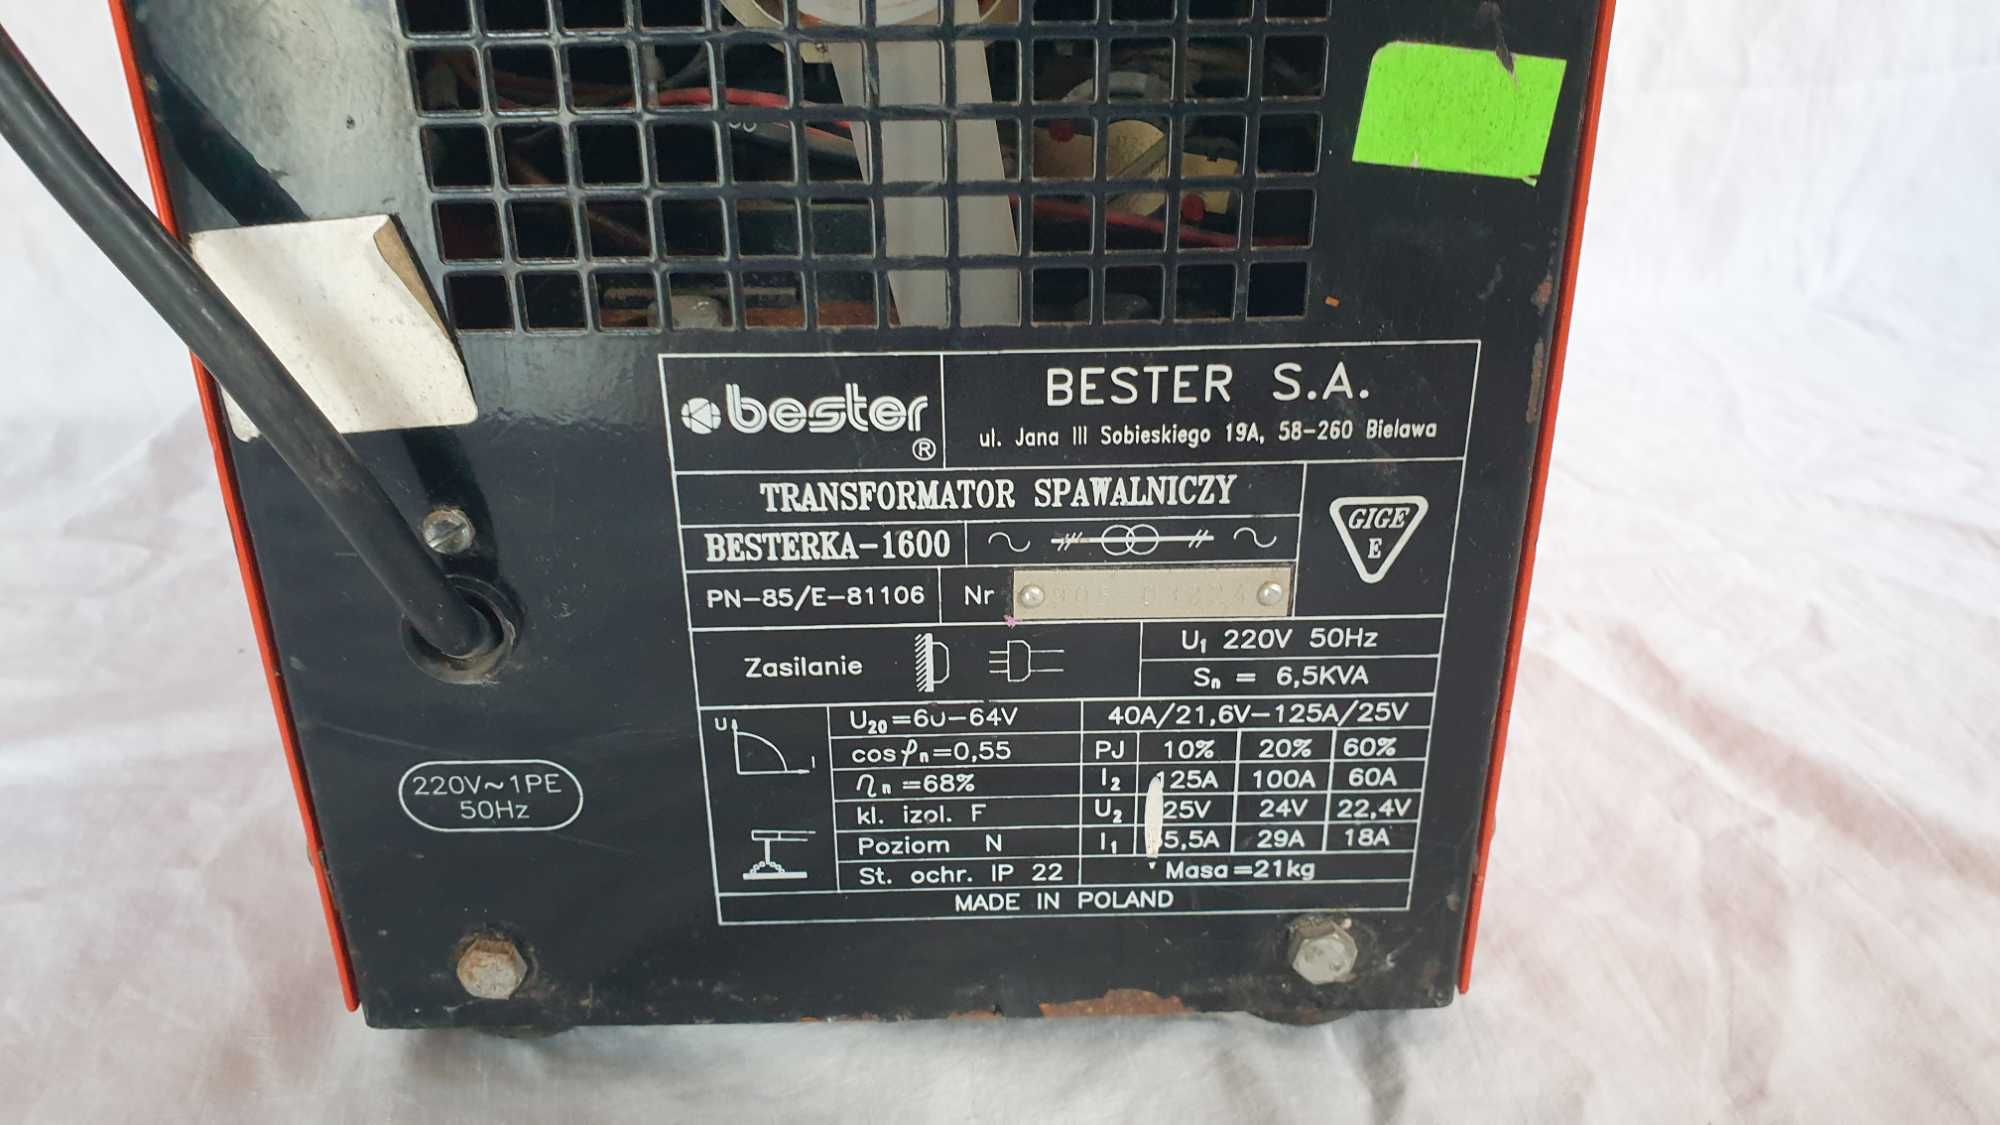 bester
®
BESTER S.A.
ul. Jana III Sobieskiego 19A, 58-260 Bielawa
TRANSFORMATOR SPAWALNICZY
BESTERKA-1600
GIGE
E
PN-85/E-81106 Nr
Zasilanie
U1 220V 50Hz
Sn = 6,5KVA
U I
U20=60-64V 40A/21,6V-125A/25V
cosφn=0,55 PJ 10% 20% 60%
ηn=68% I2 125A 100A 60A
kl. izol. F U2 25V 24V 22,4V
Poziom N I1 5,5A 29A 18A
St. ochr. IP 22 Masa=21kg
MADE IN POLAND
220V~1PE
50Hz